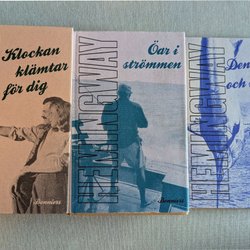 Klockan
klämtar
för dig
HEMINGWAY
Öar i
strömmen
Bonniers
HEMINGWAY
Den
och
Bonniers